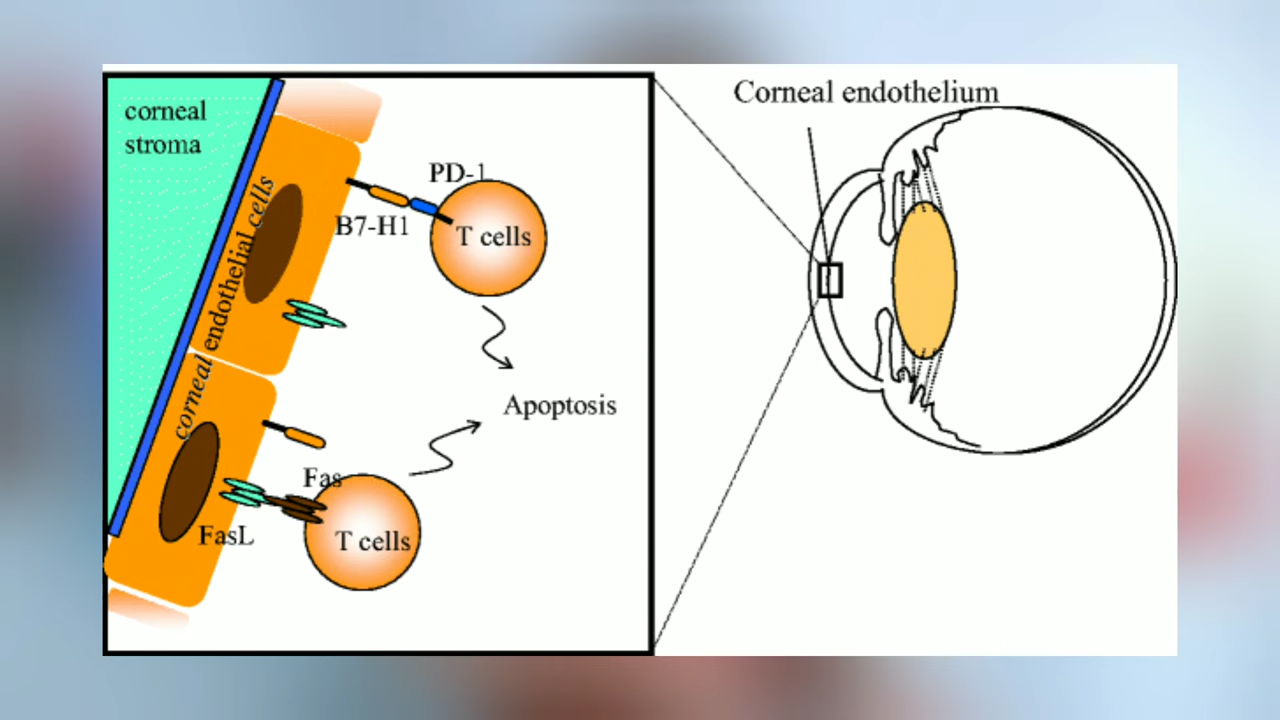 corneal
stroma
corneal endothelial cells
PD-1
B7-H1
T cells
Apoptosis
Fas
FasL
T cells
Corneal endothelium